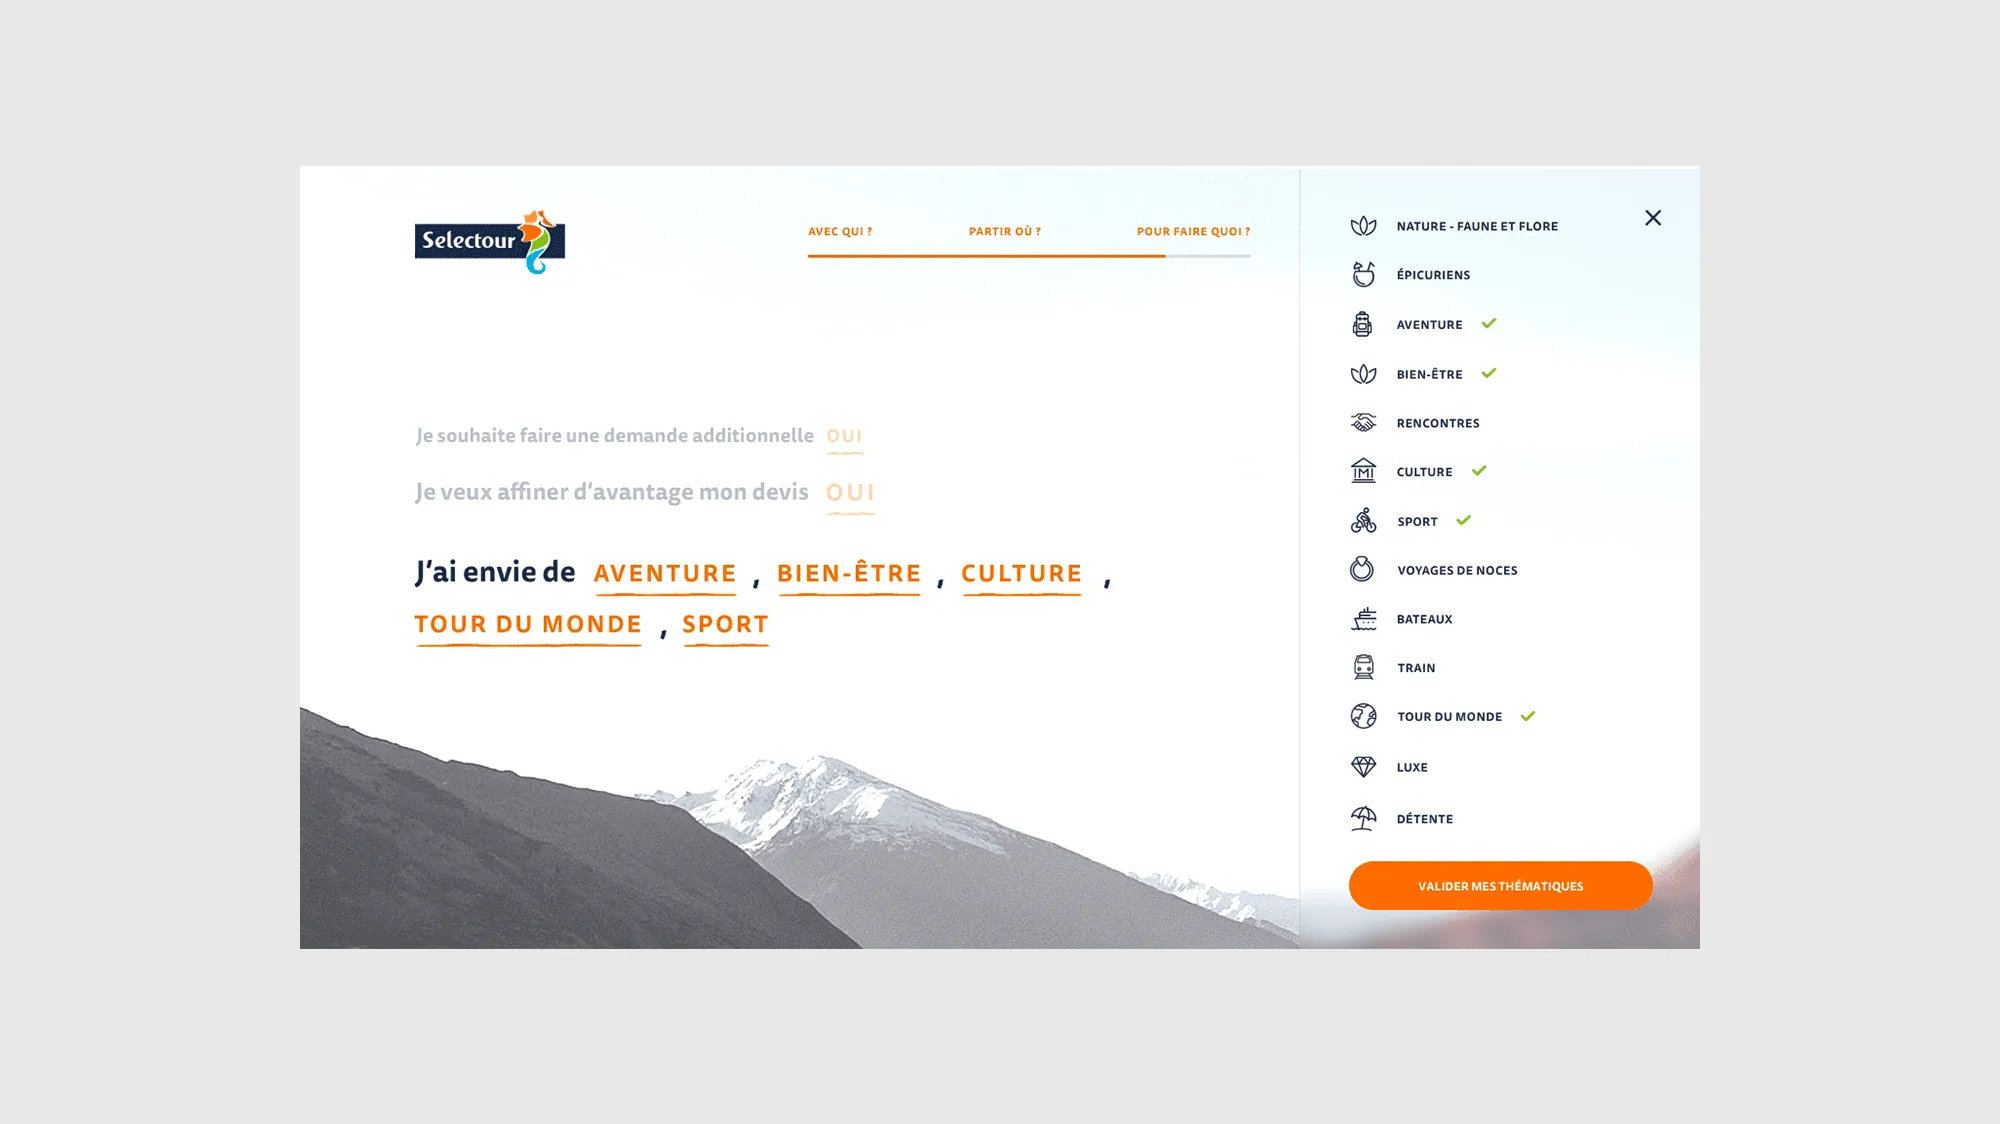 Selectour
AVEC QUI ?
PARTIR OÙ ?
POUR FAIRE QUOI ?
Je souhaite faire une demande additionnelle OUI
Je veux affiner d'avantage mon devis OUI
J'ai envie de AVENTURE , BIEN-ÊTRE , CULTURE ,
TOUR DU MONDE , SPORT
NATURE - FAUNE ET FLORE
ÉPICURIENS
AVENTURE
BIEN-ÊTRE
RENCONTRES
CULTURE
SPORT
VOYAGES DE NOCES
BATEAUX
TRAIN
TOUR DU MONDE
LUXE
DÉTENTE
VALIDER MES THÉMATIQUES